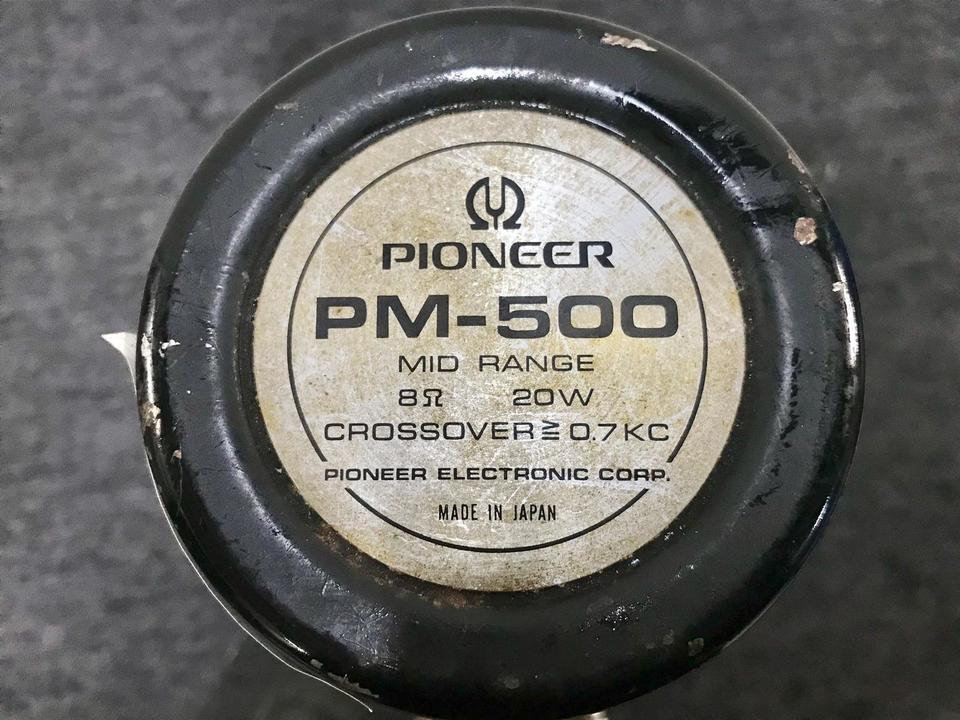 PIONEER
PM-500
MID RANGE
8Ω 20W
CROSSOVER≧0.7KC
PIONEER ELECTRONIC CORP.
MADE IN JAPAN